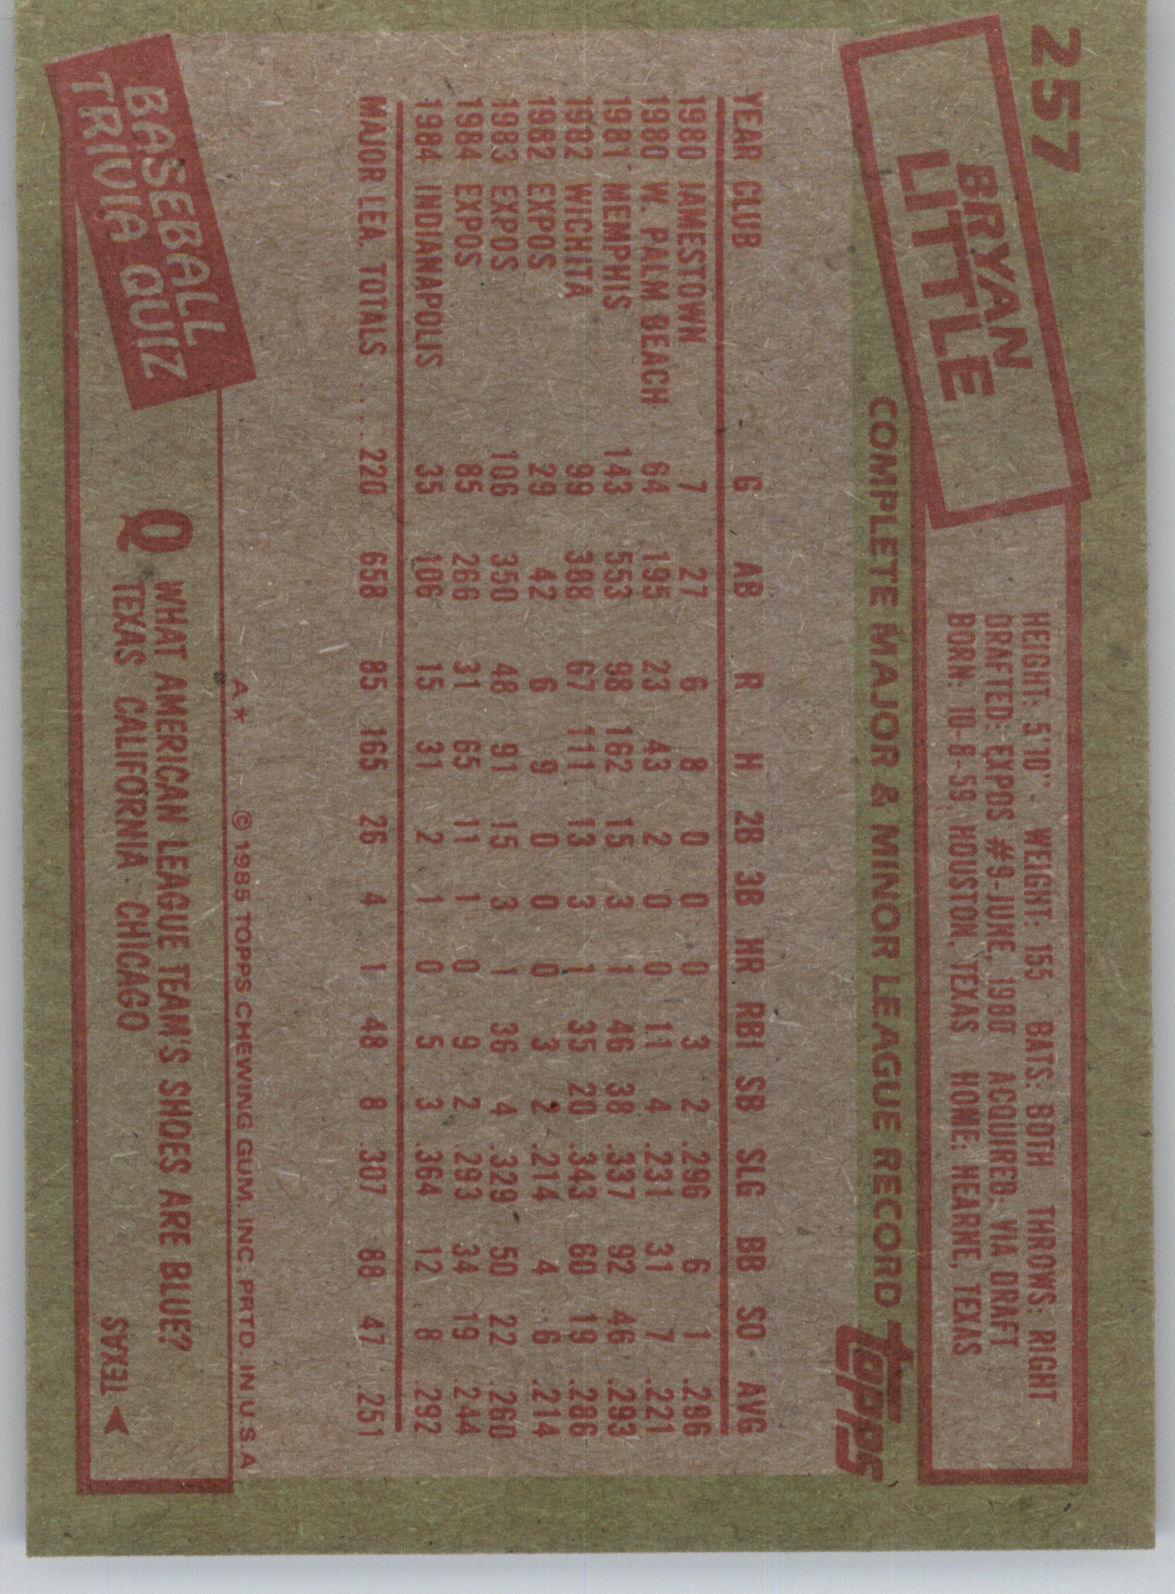 257
BRYAN
LITTLE
HEIGHT: 5'10" WEIGHT: 155 BATS: BOTH THROWS: RIGHT
DRAFTED: EXPOS #9-JUNE, 1980 ACQUIRED: VIA DRAFT
BORN: 10-8-59, HOUSTON, TEXAS HOME: HEARNE, TEXAS
COMPLETE MAJOR & MINOR LEAGUE RECORD topps
YEAR CLUB G AB R H 2B 3B HR RBI SB SLG BB SO AVG
1980 JAMESTOWN 7 27 6 8 0 0 0 3 2 .296 6 1 .296
1980 W. PALM BEACH 64 195 23 43 2 0 0 11 4 .231 31 7 .221
1981 MEMPHIS 143 553 98 162 15 3 1 46 38 .337 92 46 .293
1982 WICHITA 99 388 67 111 13 3 1 35 20 .343 60 19 .286
1982 EXPOS 29 42 6 9 0 0 0 3 2 .214 4 6 .214
1983 EXPOS 106 350 48 91 15 3 1 36 4 .329 50 22 .260
1984 EXPOS 85 266 31 65 11 1 0 9 2 .293 34 19 .244
1984 INDIANAPOLIS 35 106 15 31 2 1 0 5 3 .364 12 8 .292
MAJOR LEA. TOTALS ..... 220 658 85 165 26 4 1 48 8 .307 88 47 .251
A* © 1985 TOPPS CHEWING GUM, INC. PRTD. IN U.S.A
BASEBALL
TRIVIA QUIZ
Q WHAT AMERICAN LEAGUE TEAM'S SHOES ARE BLUE?
TEXAS CALIFORNIA CHICAGO
TEXAS